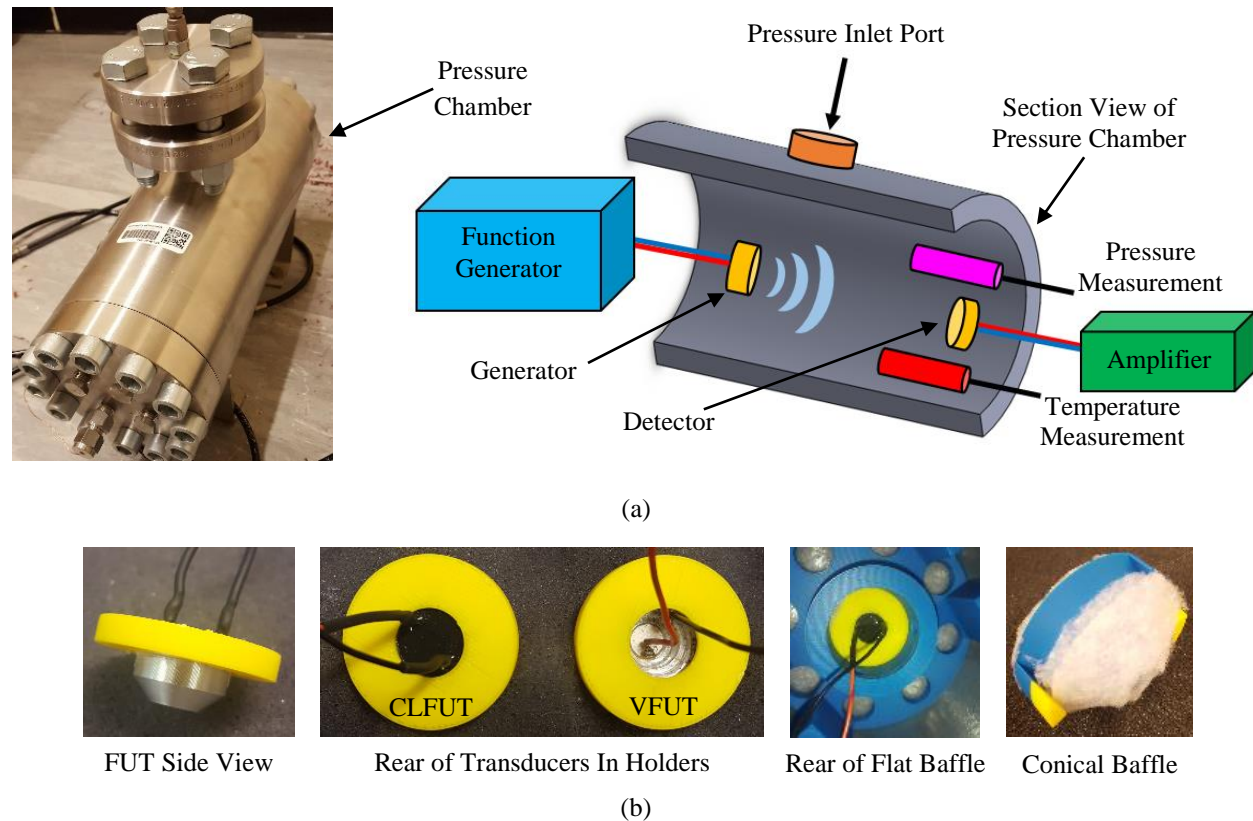 Pressure
Chamber
Pressure Inlet Port
Section View of
Pressure Chamber
Function
Generator
Pressure
Measurement
Generator
Amplifier
Detector
Temperature
Measurement
(a)
CLFUT
VFUT
FUT Side View
Rear of Transducers In Holders
Rear of Flat Baffle
Conical Baffle
(b)